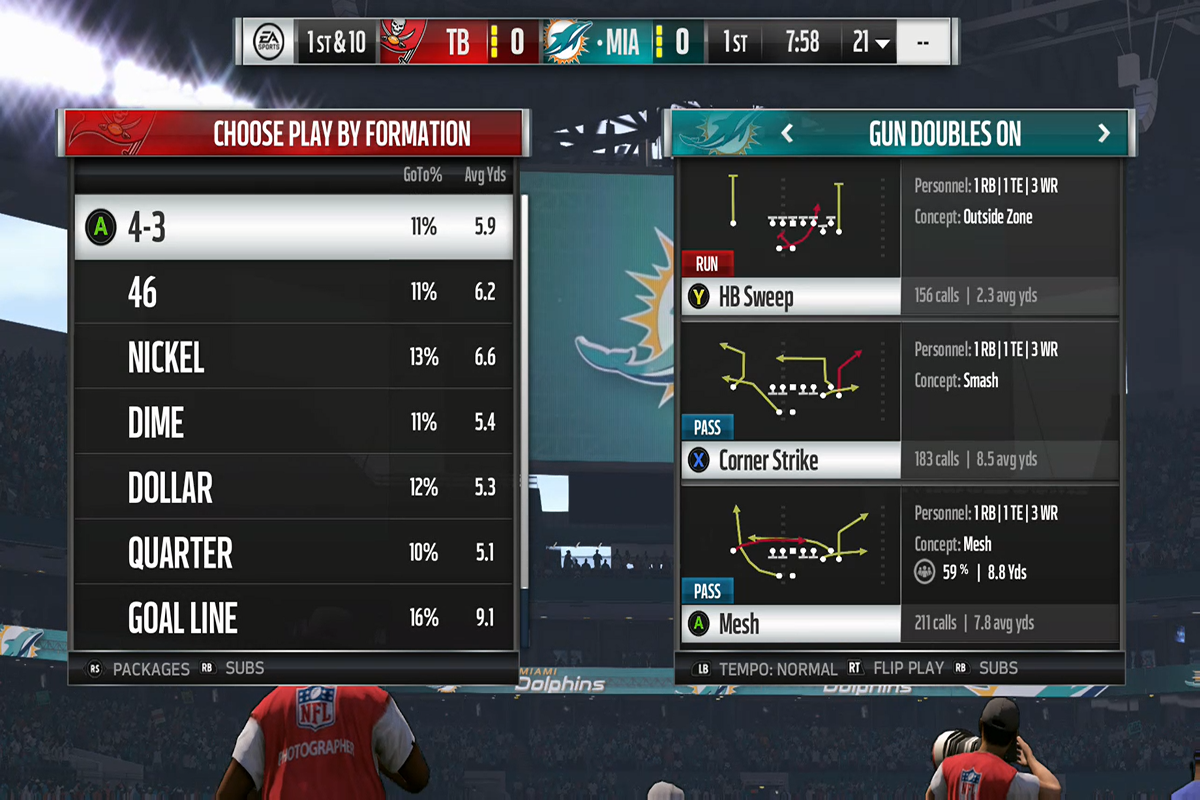 EA SPORTS 1ST & 10 TB 0 MIA 0 1ST 7:58 21 --
CHOOSE PLAY BY FORMATION
GoTo% Avg Yds
A 4-3 11% 5.9
46 11% 6.2
NICKEL 13% 6.6
DIME 11% 5.4
DOLLAR 12% 5.3
QUARTER 10% 5.1
GOAL LINE 16% 9.1
RS PACKAGES RB SUBS
< GUN DOUBLES ON >
Personnel: 1 RB | 1 TE | 3 WR
Concept: Outside Zone
RUN
Y HB Sweep 156 calls | 2.3 avg yds
Personnel: 1 RB | 1 TE | 3 WR
Concept: Smash
PASS
X Corner Strike 183 calls | 8.5 avg yds
Personnel: 1 RB | 1 TE | 3 WR
Concept: Mesh
59 % | 8.8 Yds
PASS
A Mesh 211 calls | 7.8 avg yds
LB TEMPO: NORMAL RT FLIP PLAY RB SUBS
MIAMI
Dolphins
Dolphins
NFL
PHOTOGRAPHER
NFL